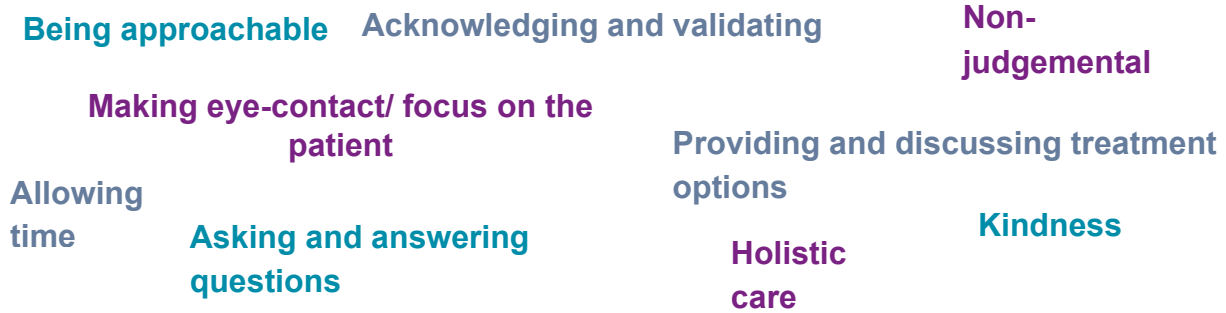 Being approachable
Acknowledging and validating
Non-
judgemental
Making eye-contact/ focus on the
patient
Providing and discussing treatment
options
Allowing
time
Asking and answering
questions
Kindness
Holistic
care